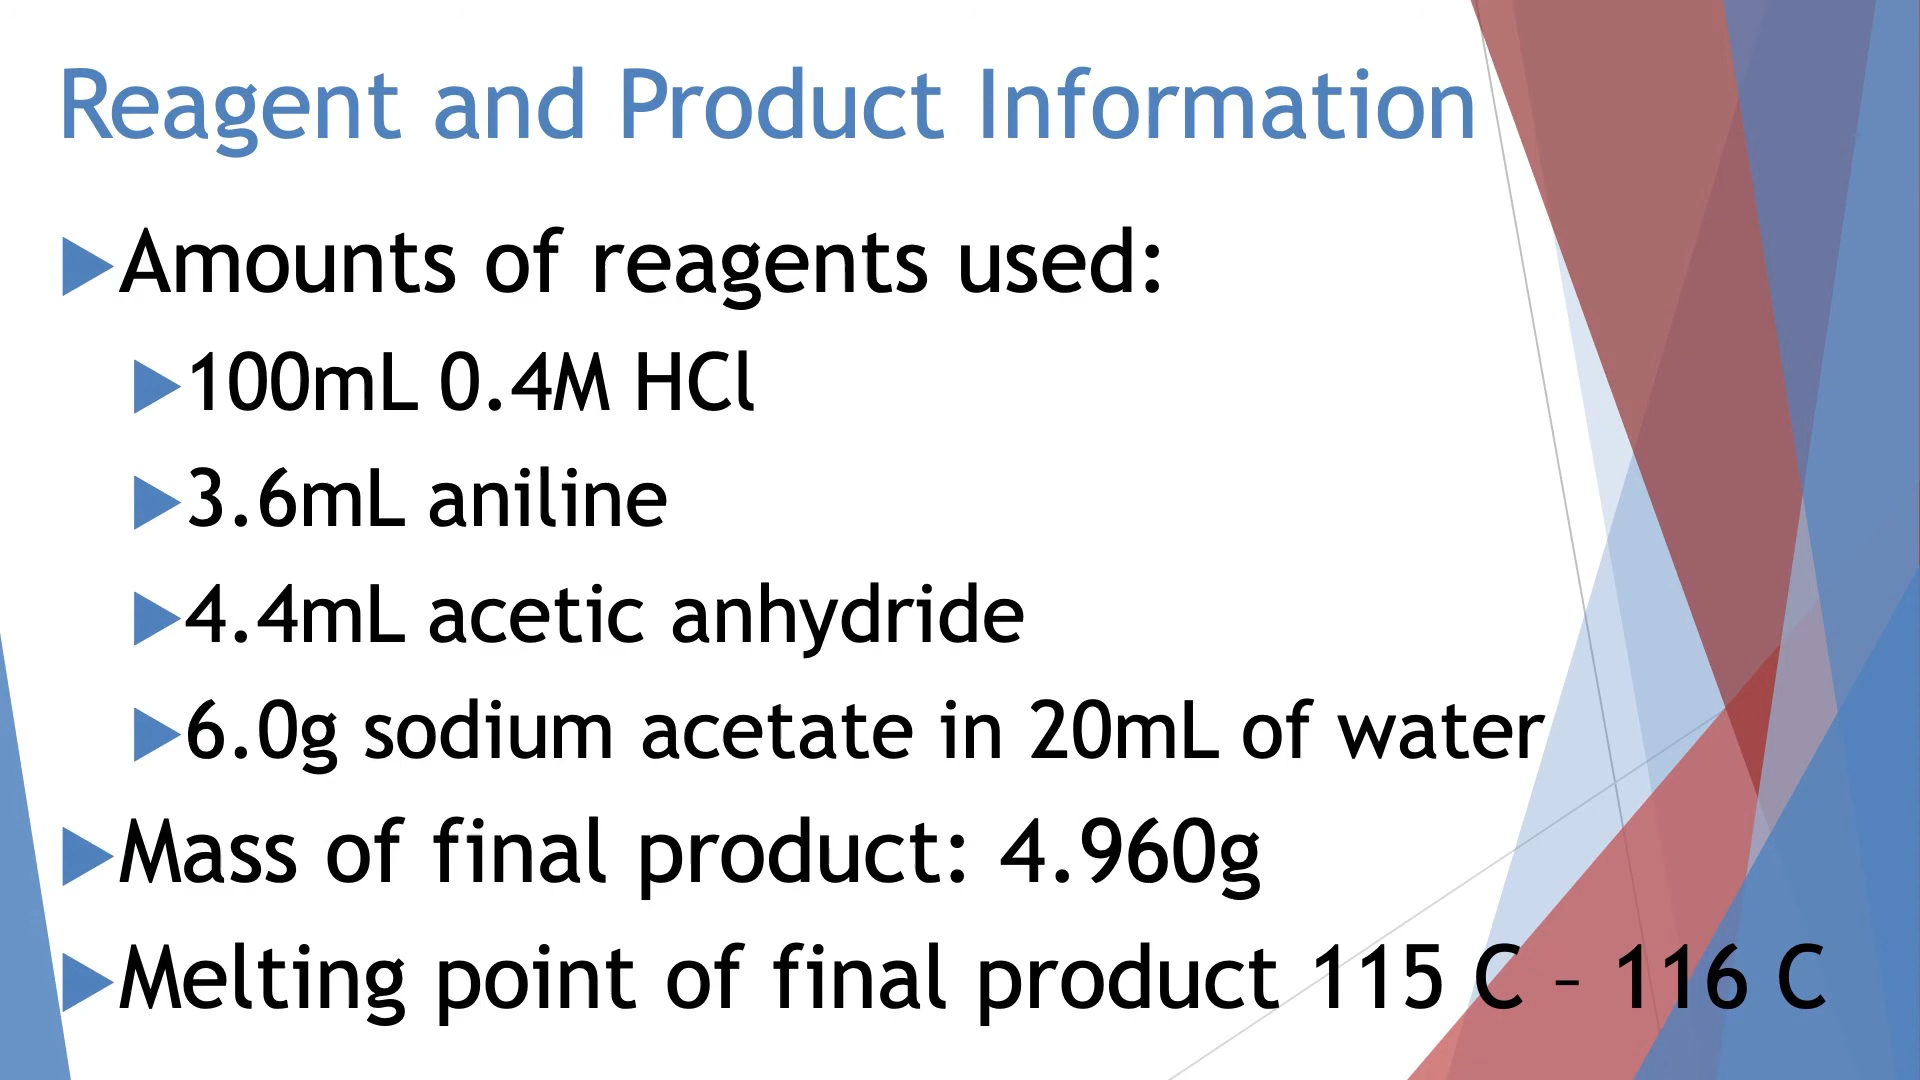 Reagent and Product Information
Amounts of reagents used:
100mL 0.4M HCl
3.6mL aniline
4.4mL acetic anhydride
6.0g sodium acetate in 20mL of water
Mass of final product: 4.960g
Melting point of final product 115 C – 116 C